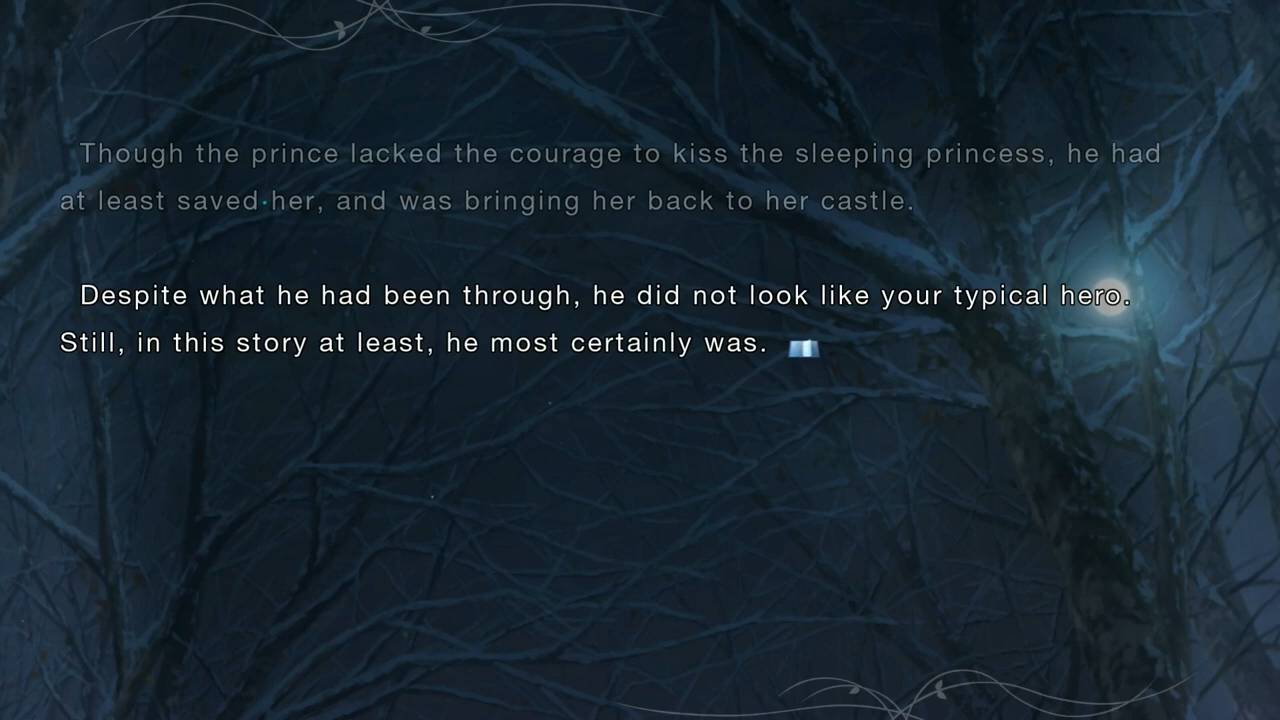 Though the prince lacked the courage to kiss the sleeping princess, he had
at least saved her, and was bringing her back to her castle.
Despite what he had been through, he did not look like your typical hero.
Still, in this story at least, he most certainly was.